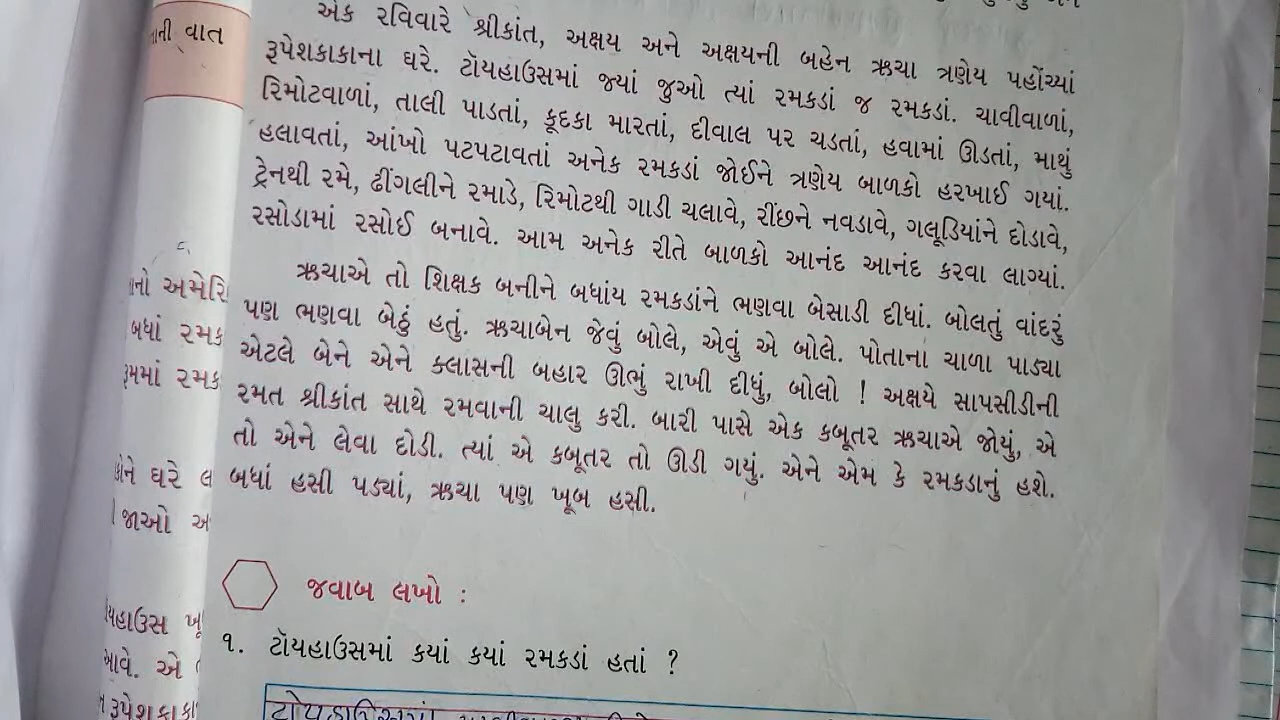 એક રવિવારે શ્રીકાંત, અક્ષય અને અક્ષયની બહેન ઋચા ત્રણેય પહોંચ્યાં
રૂપેશકાકાના ઘરે. ટૉયહાઉસમાં જ્યાં જુઓ ત્યાં રમકડાં જ રમકડાં. ચાવીવાળાં,
રિમોટવાળાં, તાલી પાડતાં, કૂદકા મારતાં, દીવાલ પર ચડતાં, હવામાં ઊડતાં, માથું
હલાવતાં, આંખો પટપટાવતાં અનેક રમકડાં જોઈને ત્રણેય બાળકો હરખાઈ ગયાં.
ટ્રેનથી રમે, ઢીંગલીને રમાડે, રિમોટથી ગાડી ચલાવે, રીંછને નવડાવે, ગલૂડિયાંને દોડાવે,
રસોડામાં રસોઈ બનાવે. આમ અનેક રીતે બાળકો આનંદ આનંદ કરવા લાગ્યાં.
ઋચાએ તો શિક્ષક બનીને બધાંય રમકડાંને ભણવા બેસાડી દીધાં. બોલતું વાંદરું
પણ ભણવા બેઠું હતું. ઋચાબેન જેવું બોલે, એવું એ બોલે. પોતાના ચાળા પાડ્યા
એટલે બેને એને ક્લાસની બહાર ઊભું રાખી દીધું, બોલો ! અક્ષયે સાપસીડીની
રમત શ્રીકાંત સાથે રમવાની ચાલુ કરી. બારી પાસે એક કબૂતર ઋચાએ જોયું, એ
તો એને લેવા દોડી. ત્યાં એ કબૂતર તો ઊડી ગયું. એને એમ કે રમકડાનું હશે.
બધાં હસી પડ્યાં, ઋચા પણ ખૂબ હસી.
જવાબ લખો :
૧. ટૉયહાઉસમાં કયાં કયાં રમકડાં હતાં ?
વાત
બધાં
ઘરે
જાઓ
આવે. એ